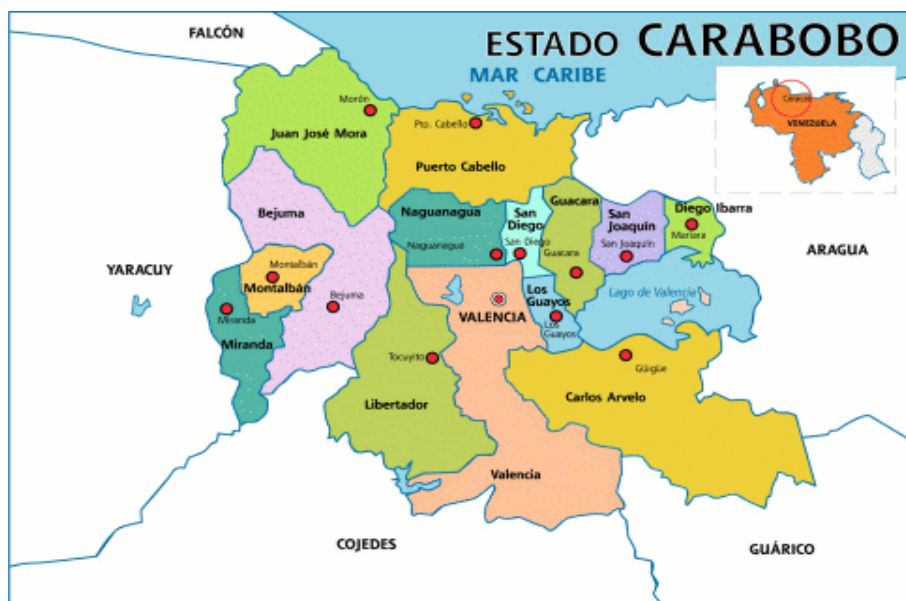 FALCÓN
ESTADO CARABOBO
MAR CARIBE
Caracas
VENEZUELA
Morón
Juan José Mora
Pto. Cabello
Puerto Cabello
Bejuma
Naguanagua
San
Diego
Guacara
San
Joaquín
Diego Ibarra
Mariara
Naguanagua
San Diego
Guacara
San Joaquín
ARAGUA
YARACUY
Montalbán
Montalbán
Bejuma
Miranda
Miranda
VALENCIA
Los
Guayos
Los
Guayos
Lago de Valencia
Tocuyito
Libertador
Güigüe
Carlos Arvelo
Valencia
COJEDES
GUÁRICO